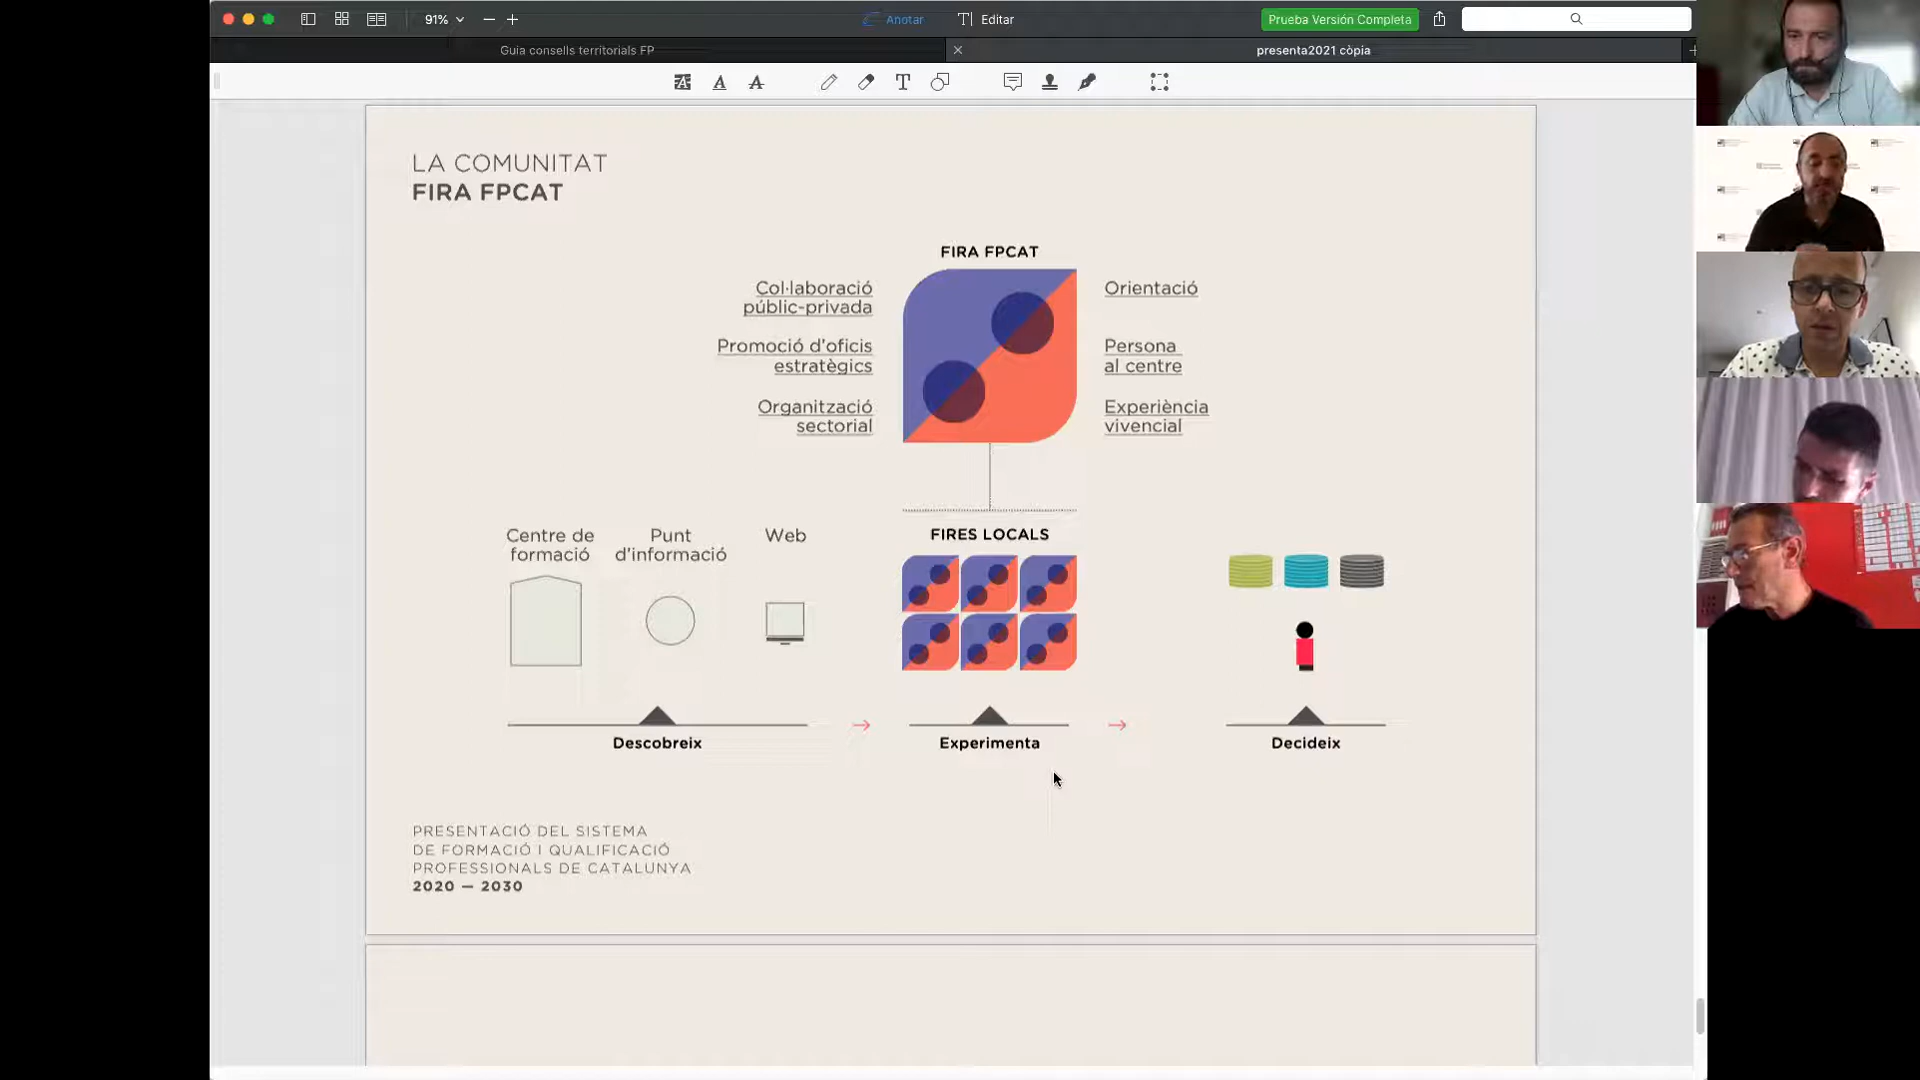 91%
Anotar
Editar
Prueba Versión Completa
Guia consells territorials FP
presenta2021 còpia
LA COMUNITAT
FIRA FPCAT
FIRA FPCAT
Col·laboració
públic-privada
Promoció d'oficis
estratègics
Organització
sectorial
Orientació
Persona
al centre
Experiència
vivencial
Centre de
formació
Punt
d'informació
Web
FIRES LOCALS
Descobreix
Experimenta
Decideix
PRESENTACIÓ DEL SISTEMA
DE FORMACIÓ I QUALIFICACIÓ
PROFESSIONALS DE CATALUNYA
2020 — 2030